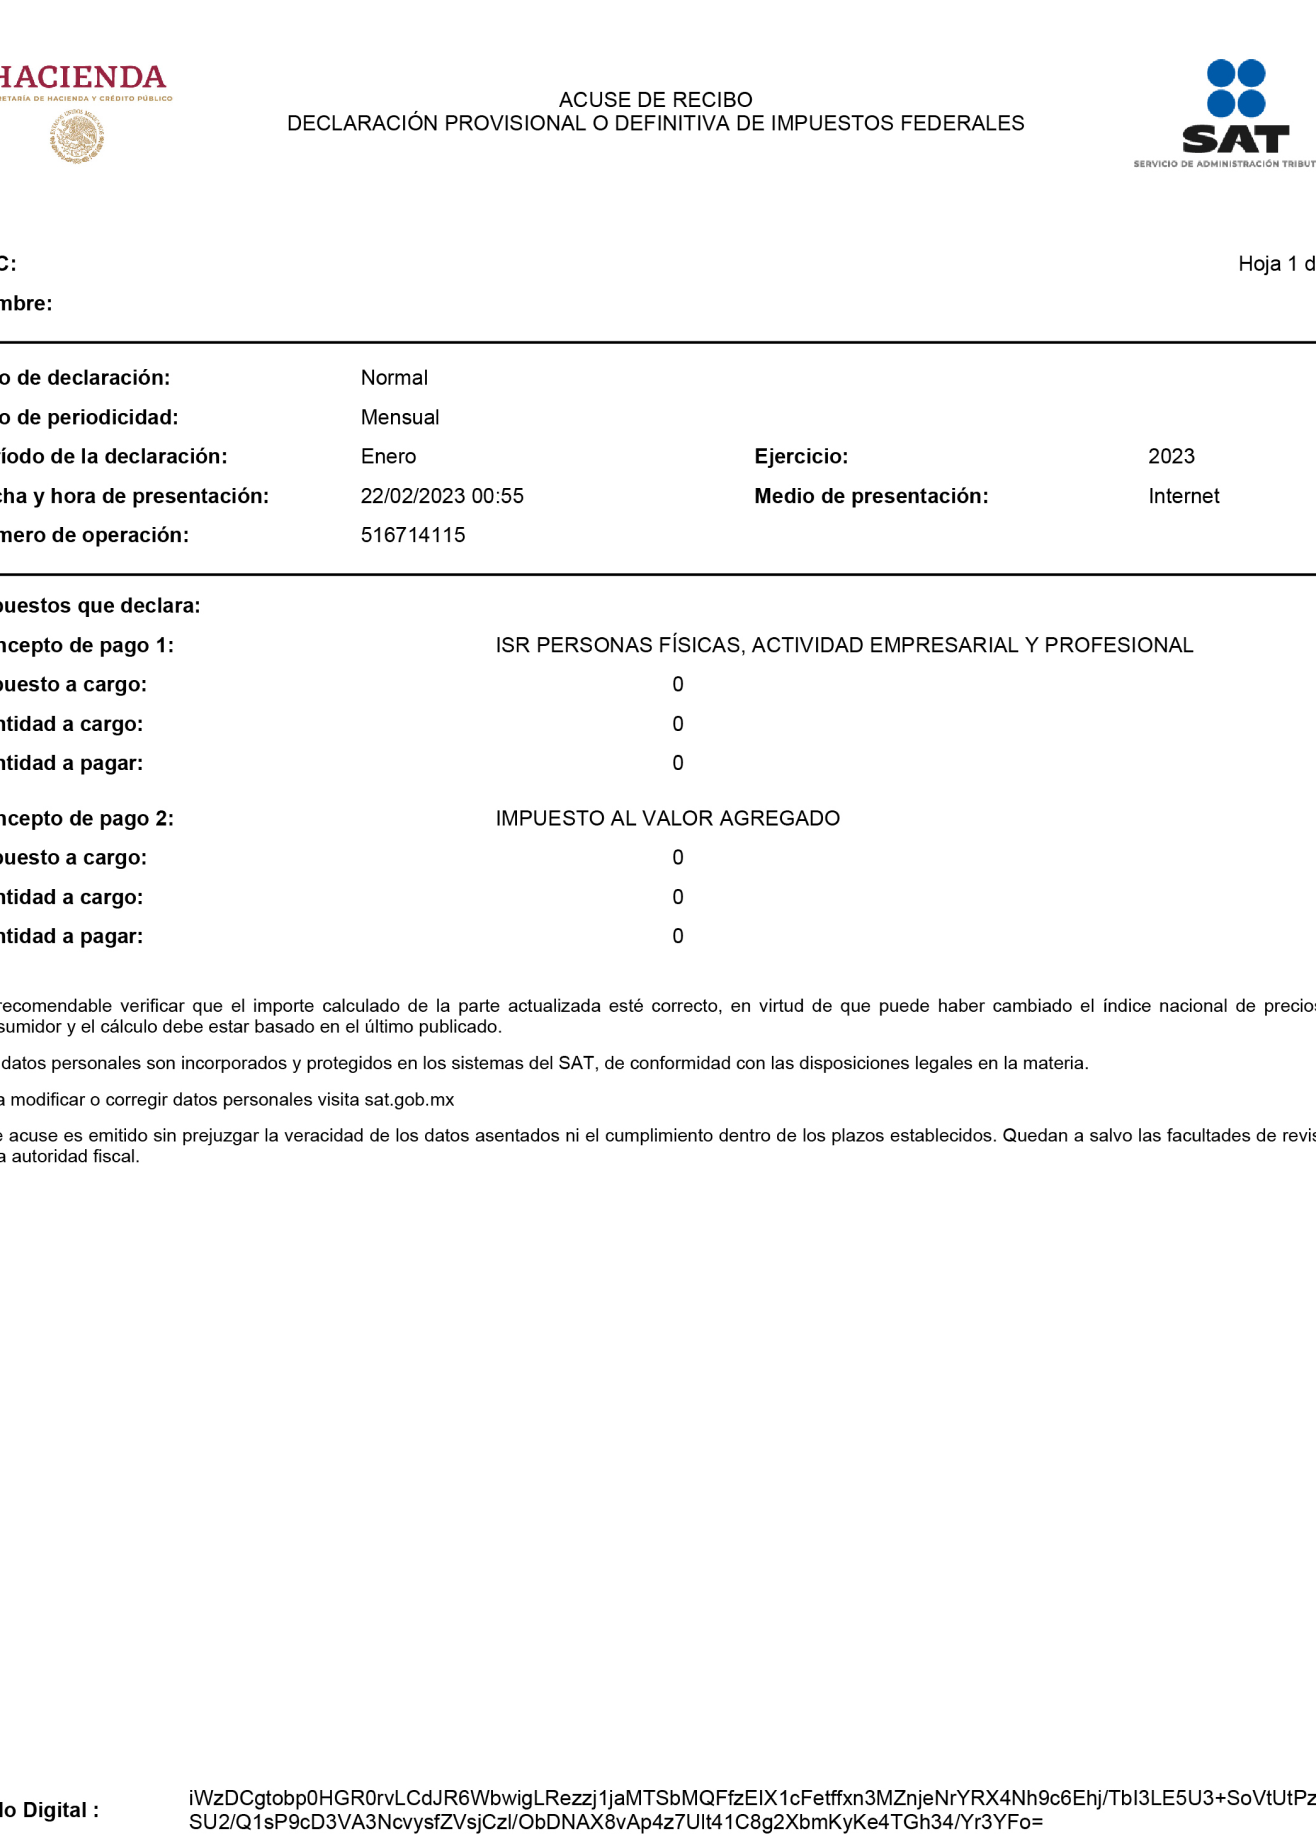 HACIENDA
RETARÍA DE HACIENDA Y CRÉDITO PÚBLICO
ACUSE DE RECIBO
DECLARACIÓN PROVISIONAL O DEFINITIVA DE IMPUESTOS FEDERALES
SAT
SERVICIO DE ADMINISTRACIÓN TRIBUT
C:
Hoja 1 d
mbre:
o de declaración: Normal
o de periodicidad: Mensual
íodo de la declaración: Enero Ejercicio: 2023
cha y hora de presentación: 22/02/2023 00:55 Medio de presentación: Internet
mero de operación: 516714115
puestos que declara:
ncepto de pago 1: ISR PERSONAS FÍSICAS, ACTIVIDAD EMPRESARIAL Y PROFESIONAL
puesto a cargo: 0
ntidad a cargo: 0
ntidad a pagar: 0
ncepto de pago 2: IMPUESTO AL VALOR AGREGADO
puesto a cargo: 0
ntidad a cargo: 0
ntidad a pagar: 0
recomendable verificar que el importe calculado de la parte actualizada esté correcto, en virtud de que puede haber cambiado el índice nacional de precios
sumidor y el cálculo debe estar basado en el último publicado.
datos personales son incorporados y protegidos en los sistemas del SAT, de conformidad con las disposiciones legales en la materia.
a modificar o corregir datos personales visita sat.gob.mx
e acuse es emitido sin prejuzgar la veracidad de los datos asentados ni el cumplimiento dentro de los plazos establecidos. Quedan a salvo las facultades de revis
a autoridad fiscal.
iWzDCgtobp0HGR0rvLCdJR6WbwigLRezzj1jaMTSbMQFfzEIX1cFetffxn3MZnjeNrYRX4Nh9c6Ehj/TbI3LE5U3+SoVtUtPz
lo Digital :
SU2/Q1sP9cD3VA3NcvysfZVsjCzl/ObDNAX8vAp4z7Ult41C8g2XbmKyKe4TGh34/Yr3YFo=